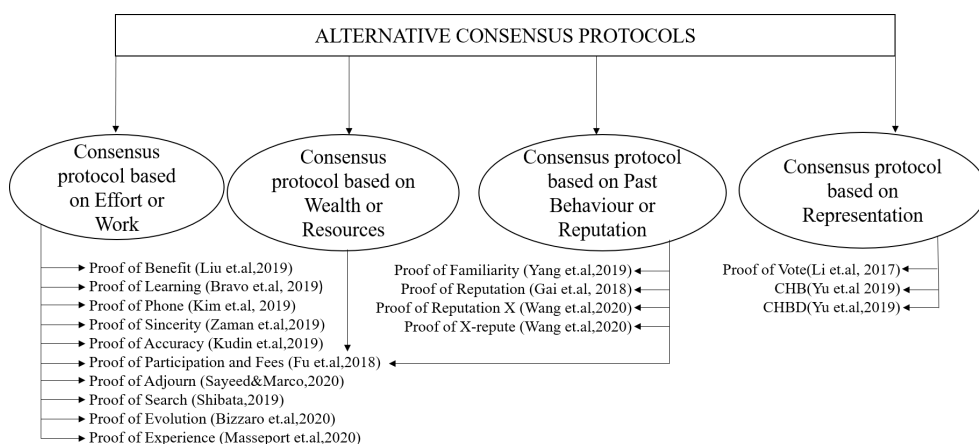 ALTERNATIVE CONSENSUS PROTOCOLS
Consensus
protocol based
on Effort or
Work
Consensus
protocol based on
Wealth or
Resources
Consensus protocol
based on Past
Behaviour or
Reputation
Consensus protocol
based on
Representation
Proof of Benefit (Liu et.al,2019)
Proof of Learning (Bravo et.al, 2019)
Proof of Phone (Kim et.al, 2019)
Proof of Sincerity (Zaman et.al,2019)
Proof of Accuracy (Kudin et.al,2019)
Proof of Participation and Fees (Fu et.al,2018)
Proof of Adjourn (Sayeed&Marco,2020)
Proof of Search (Shibata,2019)
Proof of Evolution (Bizzaro et.al,2020)
Proof of Experience (Masseport et.al,2020)
Proof of Familiarity (Yang et.al,2019)
Proof of Reputation (Gai et.al, 2018)
Proof of Reputation X (Wang et.al,2020)
Proof of X-repute (Wang et.al,2020)
Proof of Vote(Li et.al, 2017)
CHB(Yu et.al 2019)
CHBD(Yu et.al,2019)